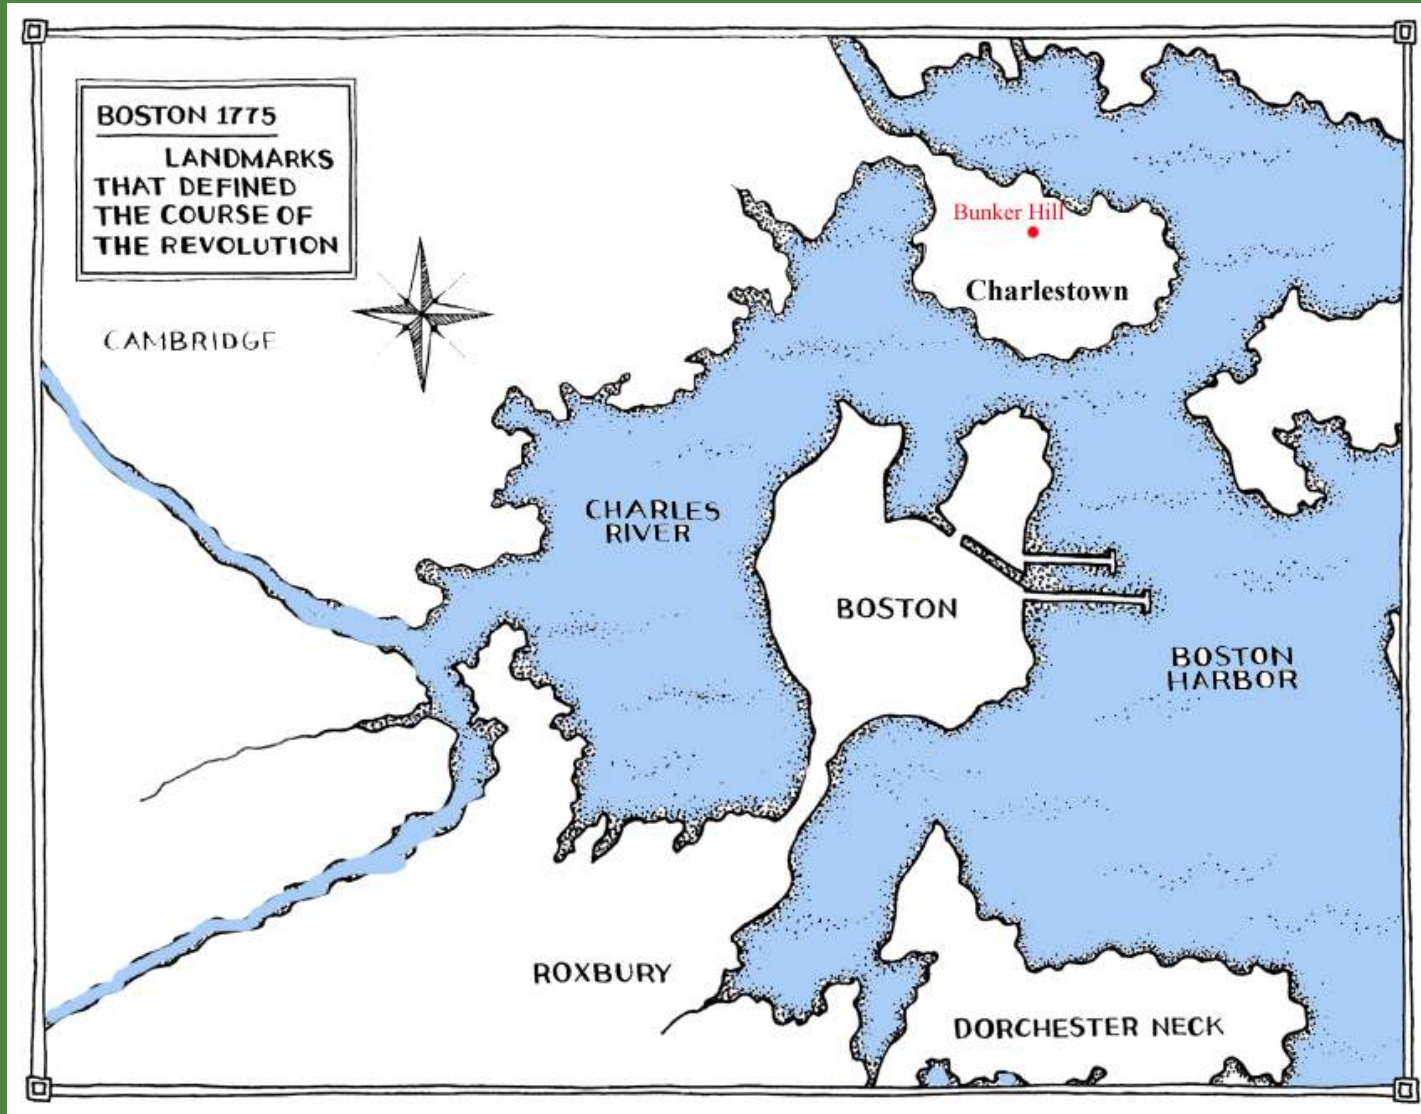 BOSTON 1775
LANDMARKS
THAT DEFINED
THE COURSE OF
THE REVOLUTION
CAMBRIDGE
Bunker Hill
Charlestown
CHARLES
RIVER
BOSTON
BOSTON
HARBOR
ROXBURY
DORCHESTER NECK